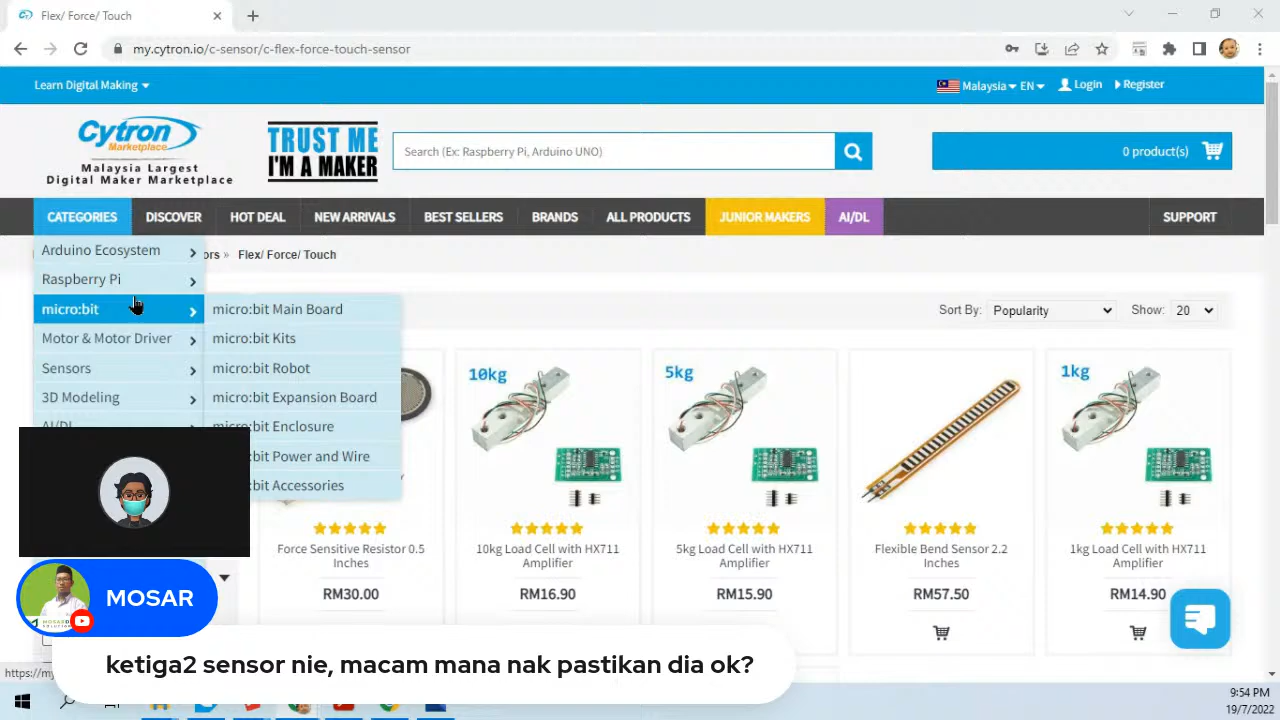 Flex/ Force/ Touch
my.cytron.io/c-sensor/c-flex-force-touch-sensor
Learn Digital Making
Malaysia EN Login Register
Cytron
Marketplace
Malaysia Largest
Digital Maker Marketplace
TRUST ME
I'M A MAKER
Search (Ex: Raspberry Pi, Arduino UNO)
0 product(s)
CATEGORIES DISCOVER HOT DEAL NEW ARRIVALS BEST SELLERS BRANDS ALL PRODUCTS JUNIOR MAKERS AI/DL SUPPORT
Arduino Ecosystem
ors » Flex/ Force/ Touch
Raspberry Pi
micro:bit
micro:bit Main Board
Sort By: Popularity Show: 20
Motor & Motor Driver
micro:bit Kits
Sensors
micro:bit Robot
3D Modeling
micro:bit Expansion Board
AI/DL
micro:bit Enclosure
:bit Power and Wire
:bit Accessories
10kg
5kg
1kg
Force Sensitive Resistor 0.5
Inches
RM30.00
10kg Load Cell with HX711
Amplifier
RM16.90
5kg Load Cell with HX711
Amplifier
RM15.90
Flexible Bend Sensor 2.2
Inches
RM57.50
1kg Load Cell with HX711
Amplifier
RM14.90
MOSAR
ketiga2 sensor nie, macam mana nak pastikan dia ok?
https://my
9:54 PM
19/7/2022